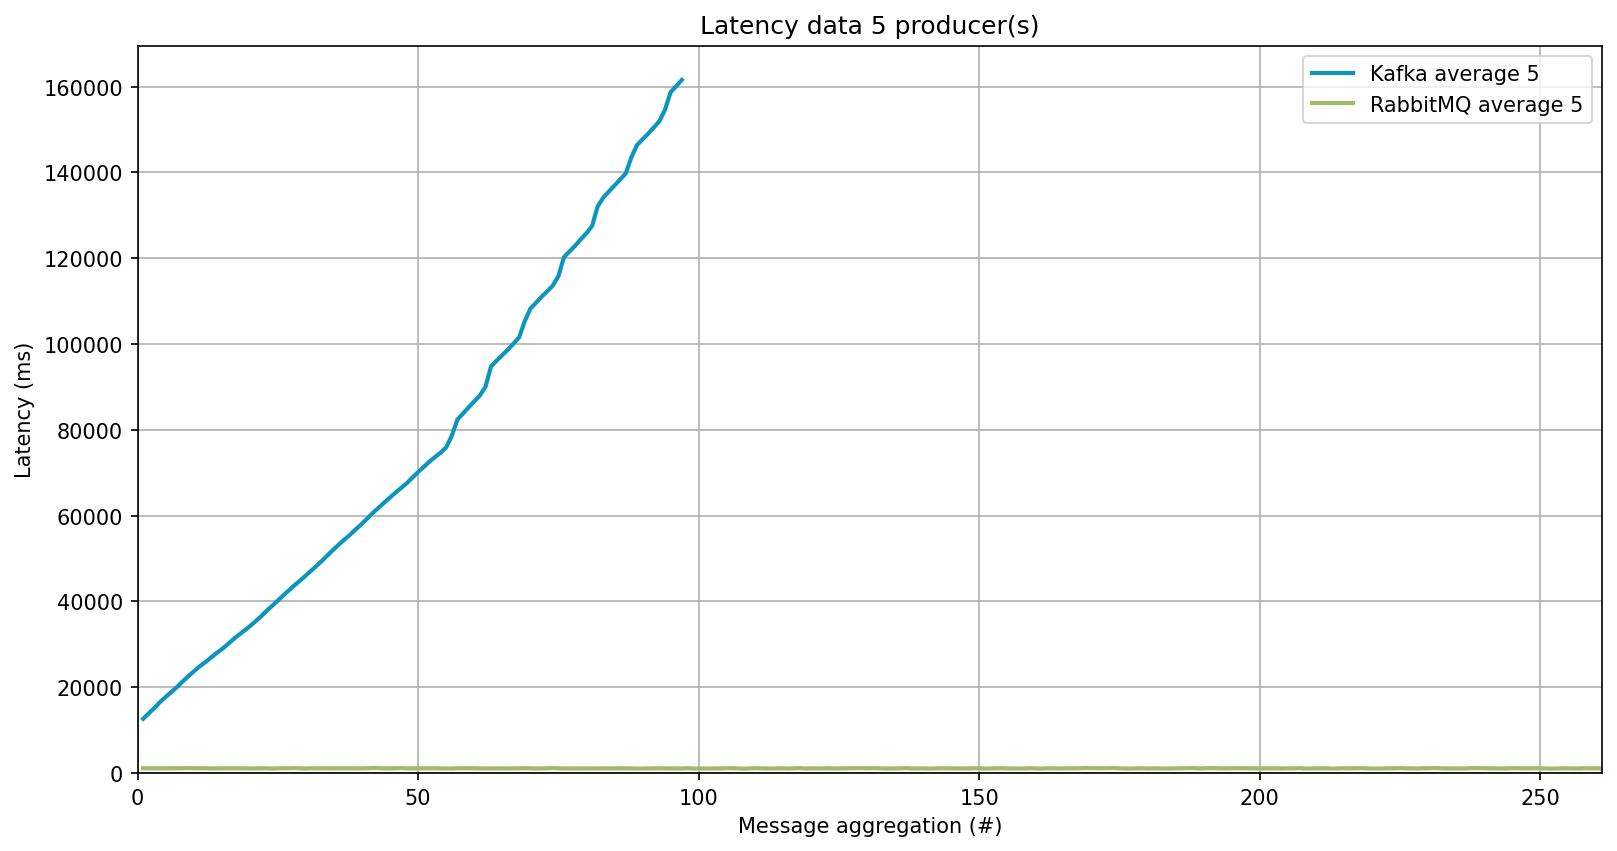 Latency data 5 producer(s)
Kafka average 5
RabbitMQ average 5
Latency (ms)
160000
140000
120000
100000
80000
60000
40000
20000
0
0 50 100 150 200 250
Message aggregation (#)